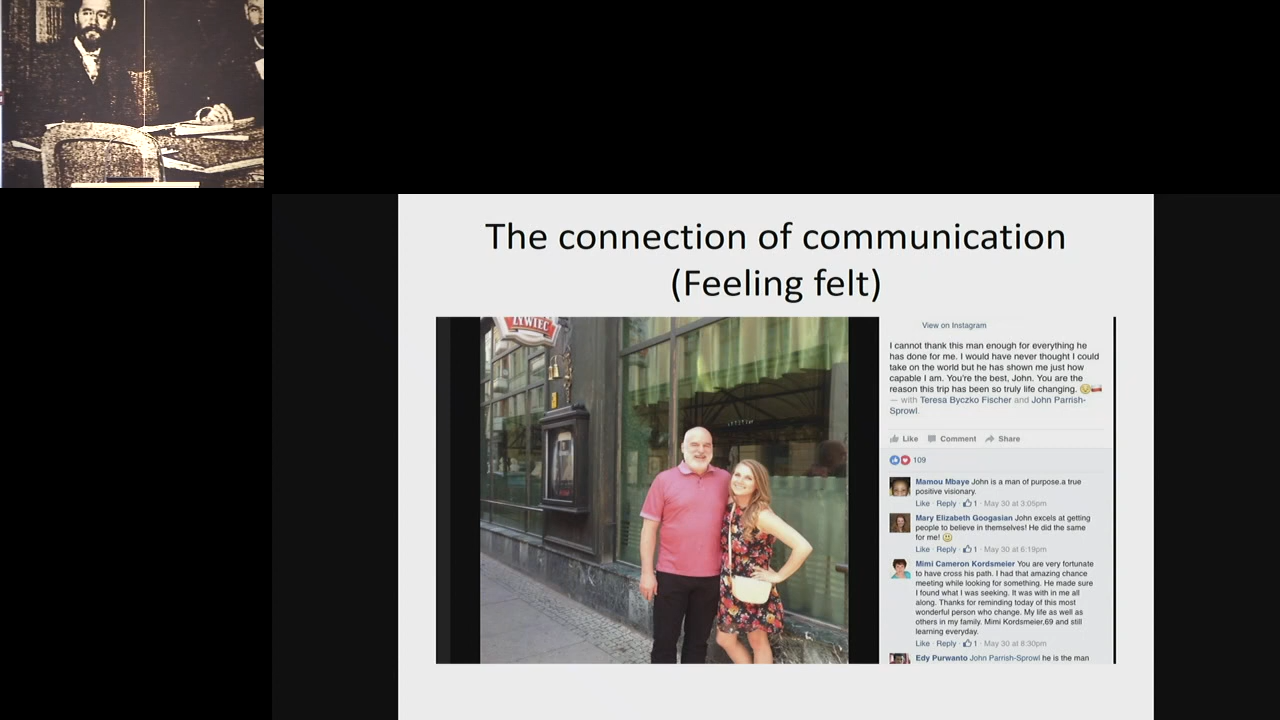 The connection of communication
(Feeling felt)
ŻYWIEC
View on Instagram
I cannot thank this man enough for everything he
has done for me. I would have never thought I could
take on the world but he has shown me just how
capable I am. You're the best, John. You are the
reason this trip has been so truly life changing.
— with Teresa Byczko Fischer and John Parrish-
Sprowl.
Like Comment Share
109
Mamou Mbaye John is a man of purpose.a true
positive visionary.
Like · Reply · 1 · May 30 at 3:05pm
Mary Elizabeth Googasian John excels at getting
people to believe in themselves! He did the same
for me!
Like · Reply · 1 · May 30 at 6:19pm
Mimi Cameron Kordsmeier You are very fortunate
to have cross his path. I had that amazing chance
meeting while looking for something. He made sure
I found what I was seeking. It was with in me all
along. Thanks for reminding today of this most
wonderful person who change. My life as well as
others in my family. Mimi Kordsmeier,69 and still
learning everyday.
Like · Reply · 1 · May 30 at 8:30pm
Edy Purwanto John Parrish-Sprowl he is the man